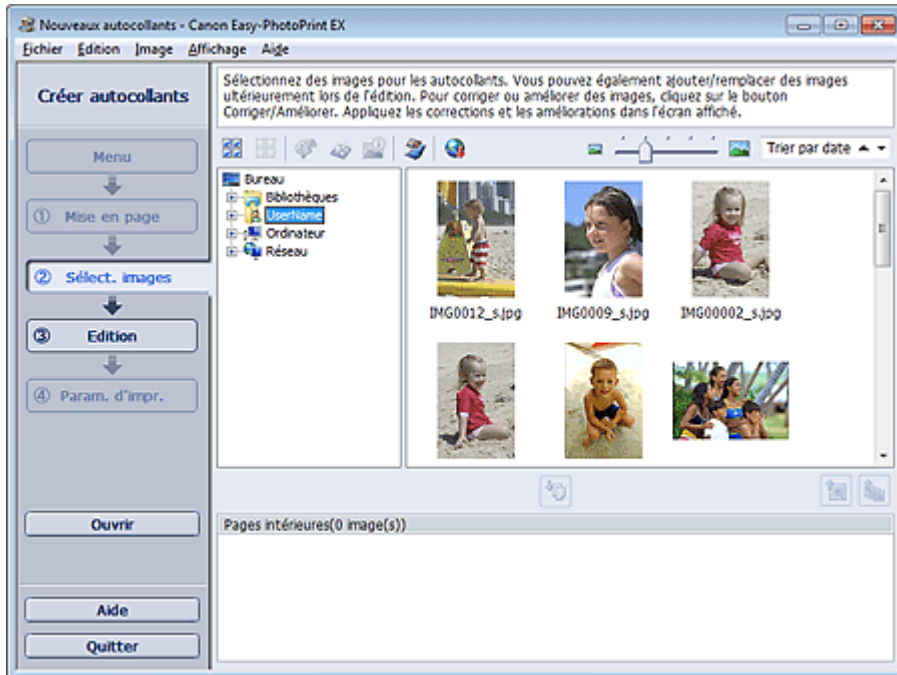 Nouveaux autocollants - Canon Easy-PhotoPrint EX
Fichier Edition Image Affichage Aide
Créer autocollants
Sélectionnez des images pour les autocollants. Vous pouvez également ajouter/remplacer des images
ultérieurement lors de l'édition. Pour corriger ou améliorer des images, cliquez sur le bouton
Corriger/Améliorer. Appliquez les corrections et les améliorations dans l'écran affiché.
Menu
① Mise en page
② Sélect. images
③ Edition
④ Param. d'impr.
Ouvrir
Aide
Quitter
Trier par date
Bureau
Bibliothèques
UserName
Ordinateur
Réseau
IMG0012_s.jpg IMG0009_s.jpg IMG00002_s.jpg
Pages intérieures(0 image(s))